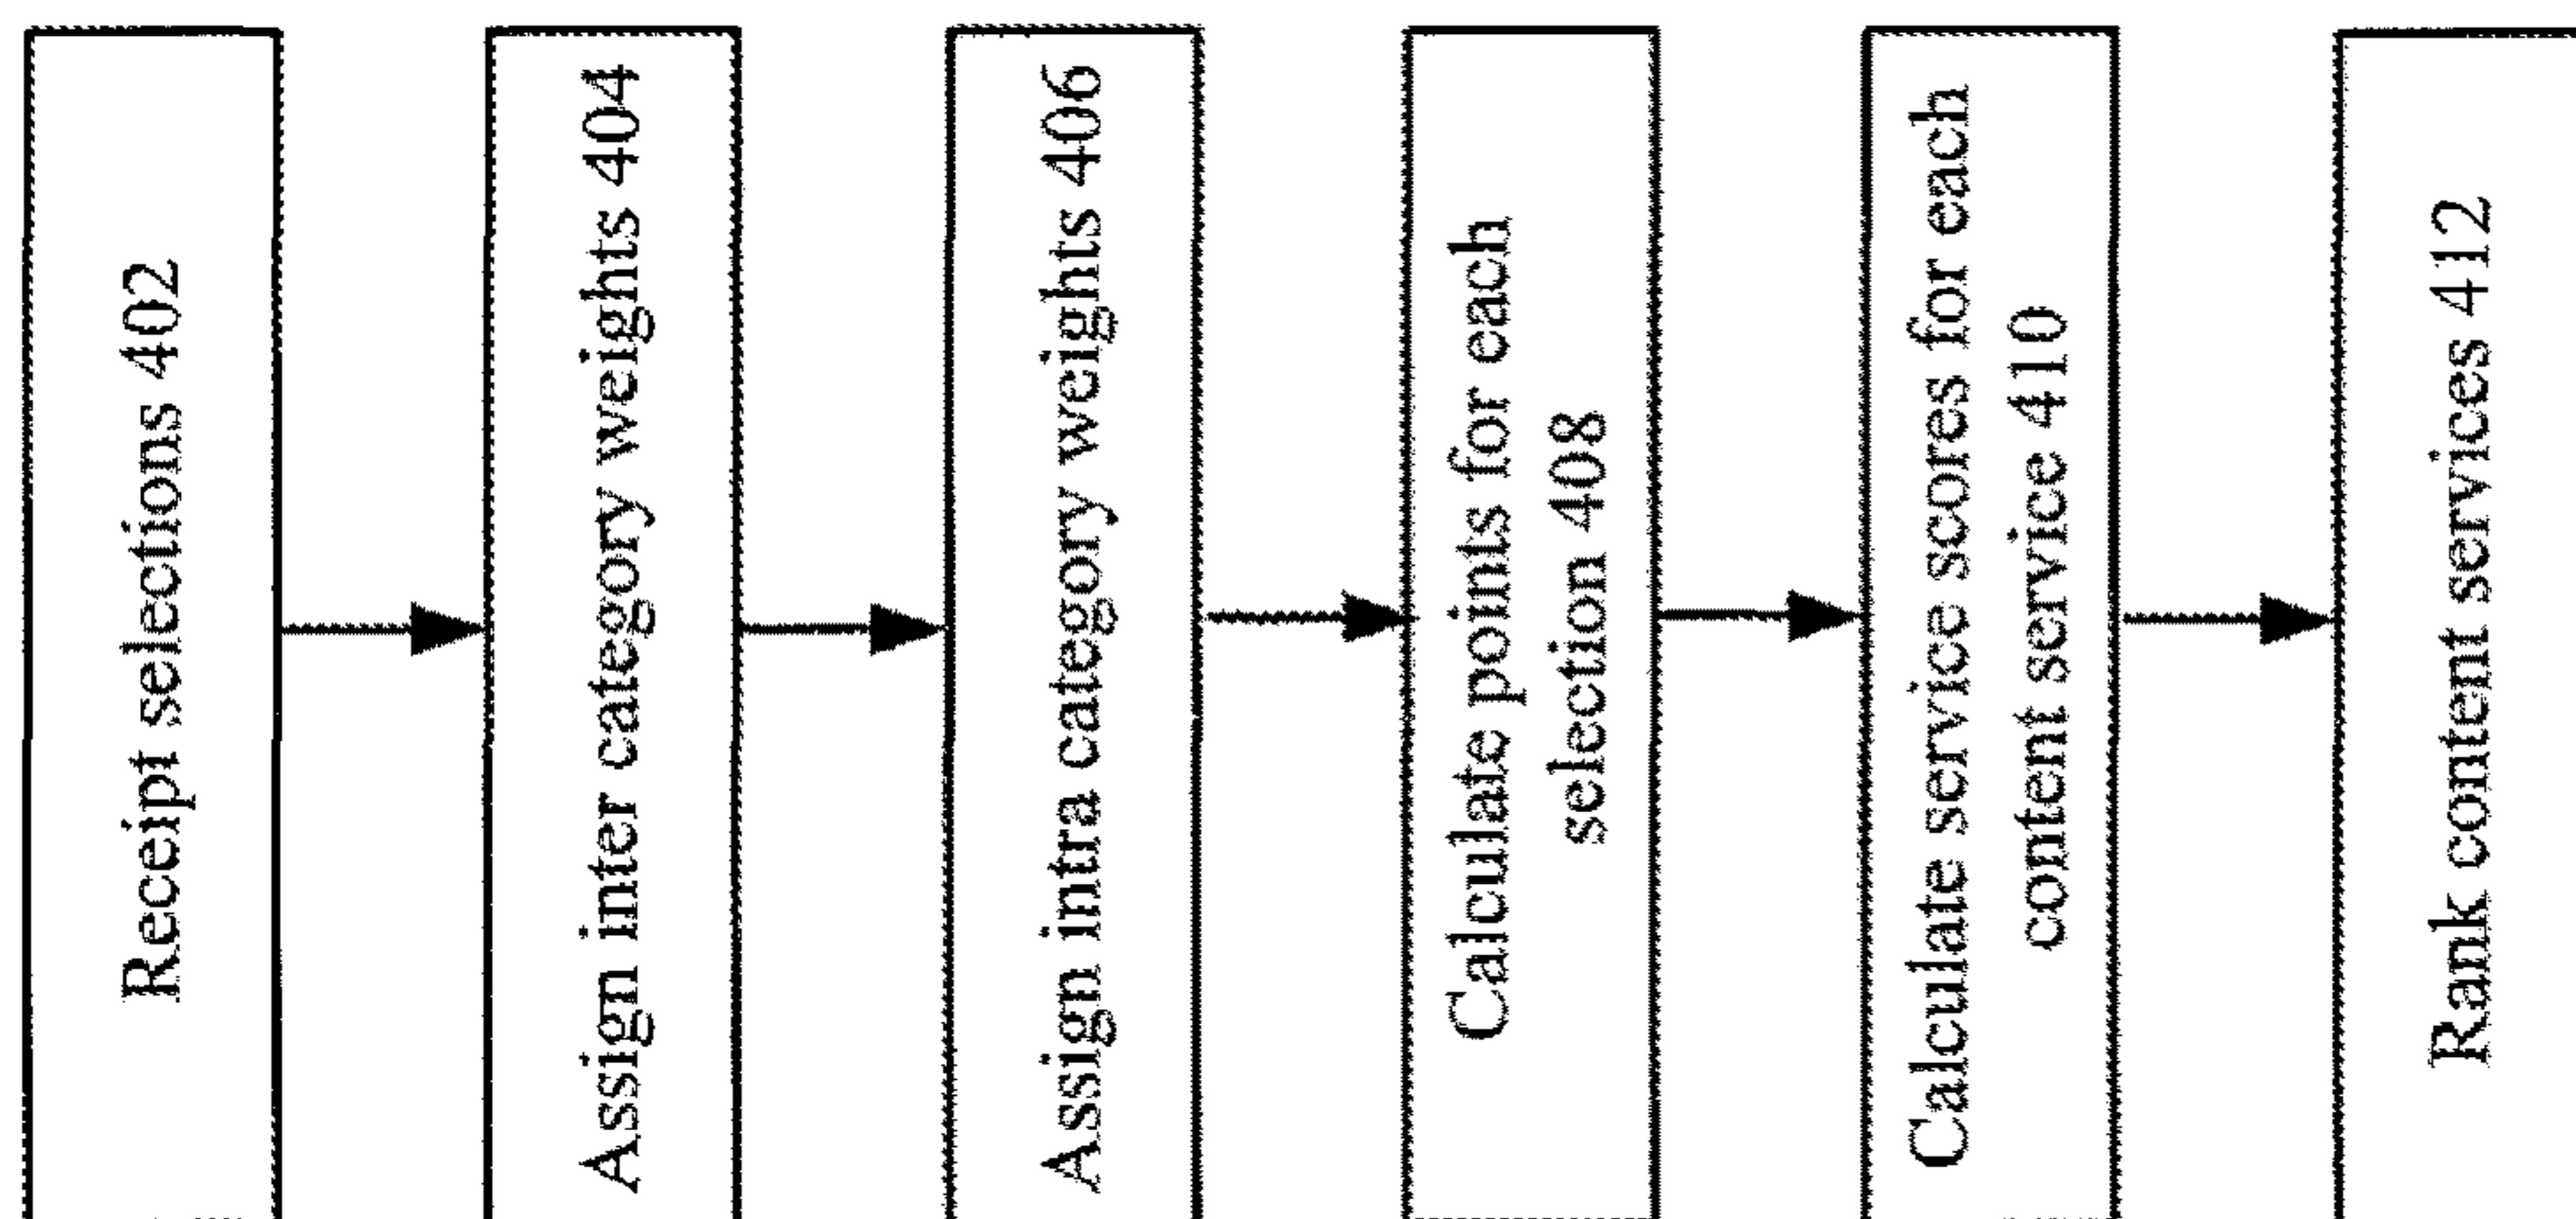 Receipt selections 402
Assign inter category weights 404
Assign intra category weights 406
Calculate points for each
selection 408
Calculate service scores for each
content service 410
Rank content services 412